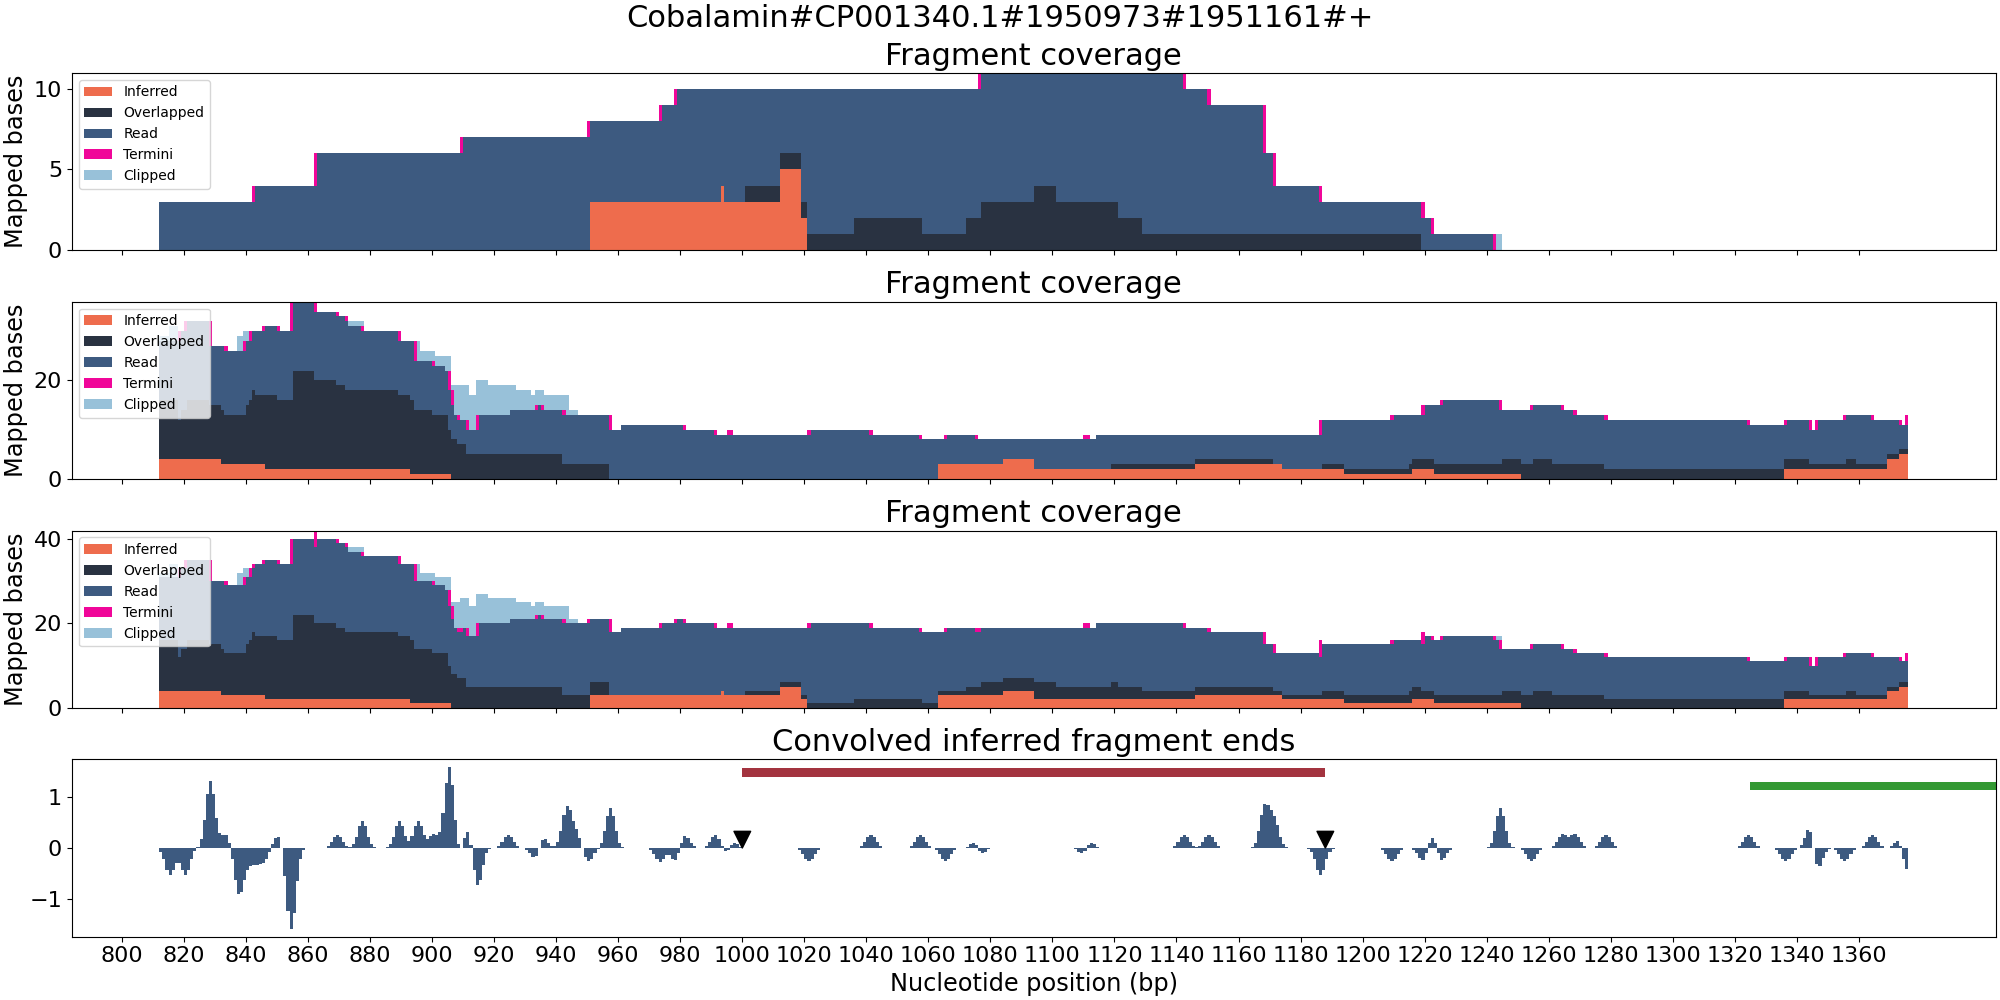 Cobalamin#CP001340.1#1950973#1951161#+
Fragment coverage
Mapped bases
10
5
0
Inferred
Overlapped
Read
Termini
Clipped
Fragment coverage
Mapped bases
20
0
Inferred
Overlapped
Read
Termini
Clipped
Fragment coverage
Mapped bases
40
20
0
Inferred
Overlapped
Read
Termini
Clipped
Convolved inferred fragment ends
1
0
−1
800 820 840 860 880 900 920 940 960 980 1000 1020 1040 1060 1080 1100 1120 1140 1160 1180 1200 1220 1240 1260 1280 1300 1320 1340 1360
Nucleotide position (bp)